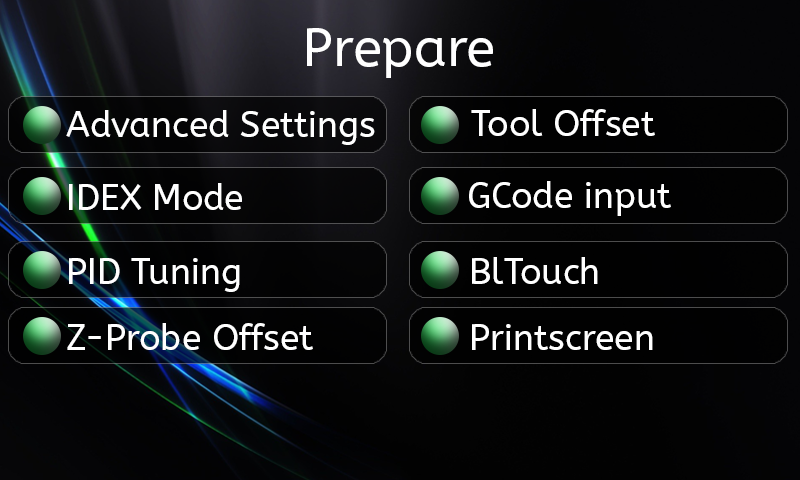 Prepare
Advanced Settings
Tool Offset
IDEX Mode
GCode input
PID Tuning
BlTouch
Z-Probe Offset
Printscreen